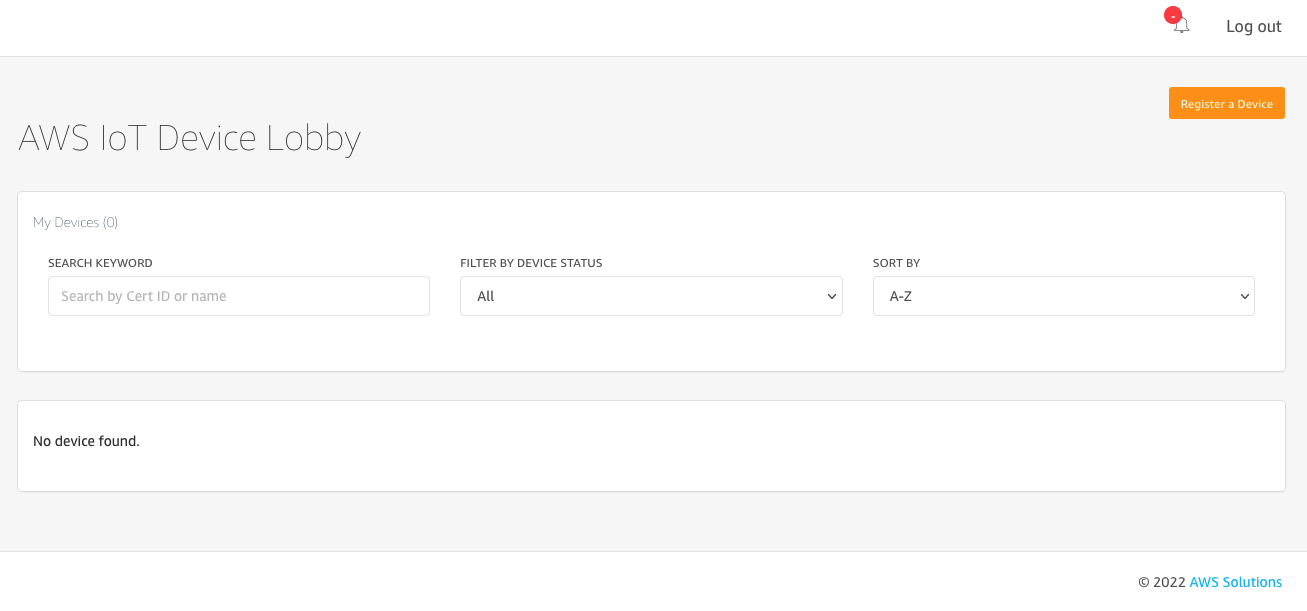 -
Log out
Register a Device
AWS IoT Device Lobby
My Devices (0)
SEARCH KEYWORD
FILTER BY DEVICE STATUS
SORT BY
Search by Cert ID or name
All
A-Z
No device found.
© 2022 AWS Solutions